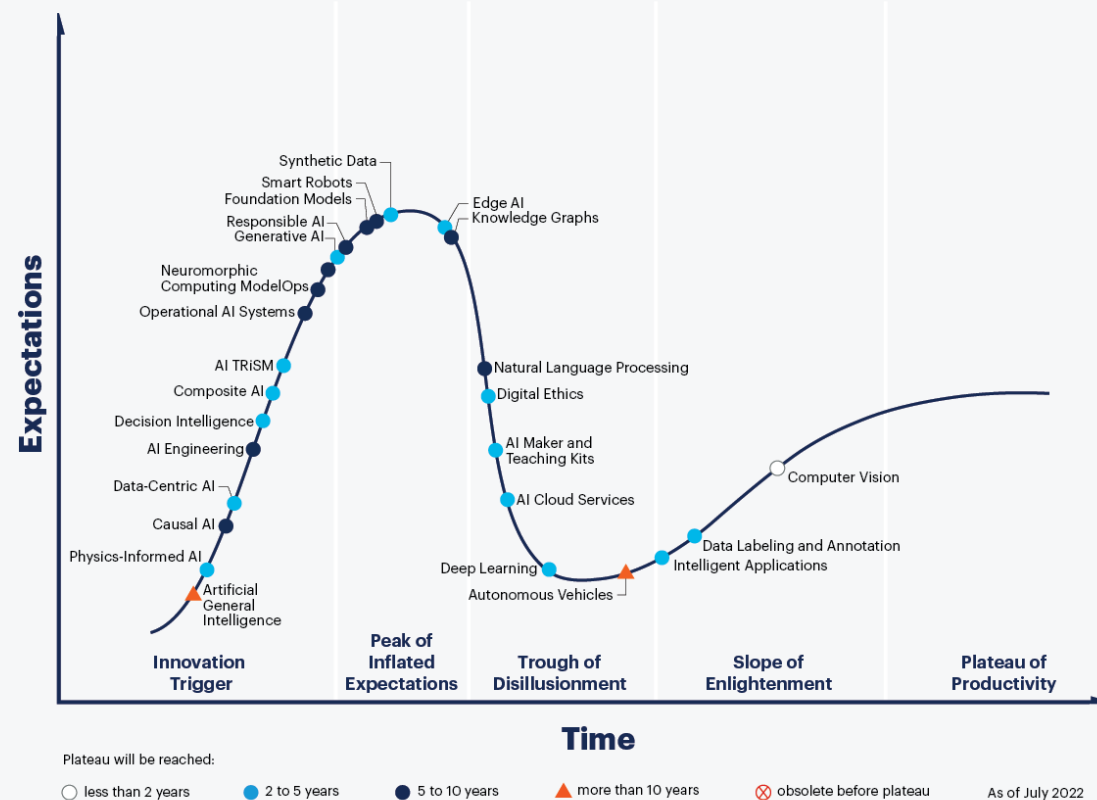 Expectations
Synthetic Data
Smart Robots
Foundation Models
Responsible AI
Generative AI
Neuromorphic
Computing ModelOps
Operational AI Systems
AI TRiSM
Composite AI
Decision Intelligence
AI Engineering
Data-Centric AI
Causal AI
Physics-Informed AI
Artificial
General
Intelligence
Edge AI
Knowledge Graphs
Natural Language Processing
Digital Ethics
AI Maker and
Teaching Kits
AI Cloud Services
Deep Learning
Autonomous Vehicles
Computer Vision
Data Labeling and Annotation
Intelligent Applications
Innovation
Trigger
Peak of
Inflated
Expectations
Trough of
Disillusionment
Slope of
Enlightenment
Plateau of
Productivity
Time
Plateau will be reached:
less than 2 years
2 to 5 years
5 to 10 years
more than 10 years
obsolete before plateau
As of July 2022